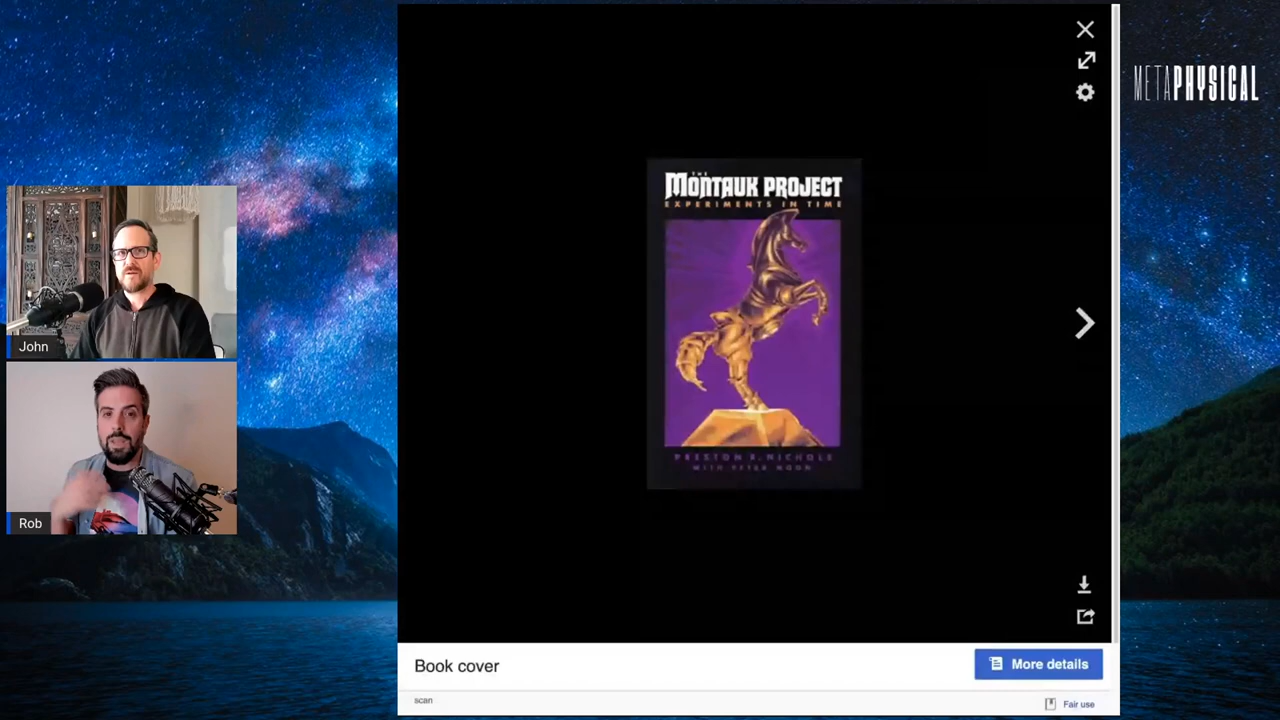 METAPHYSICAL
THE
MONTAUK PROJECT
EXPERIMENTS IN TIME
PRESTON B. NICHOLS
WITH PETER MOON
John
Rob
Book cover
More details
scan
Fair use